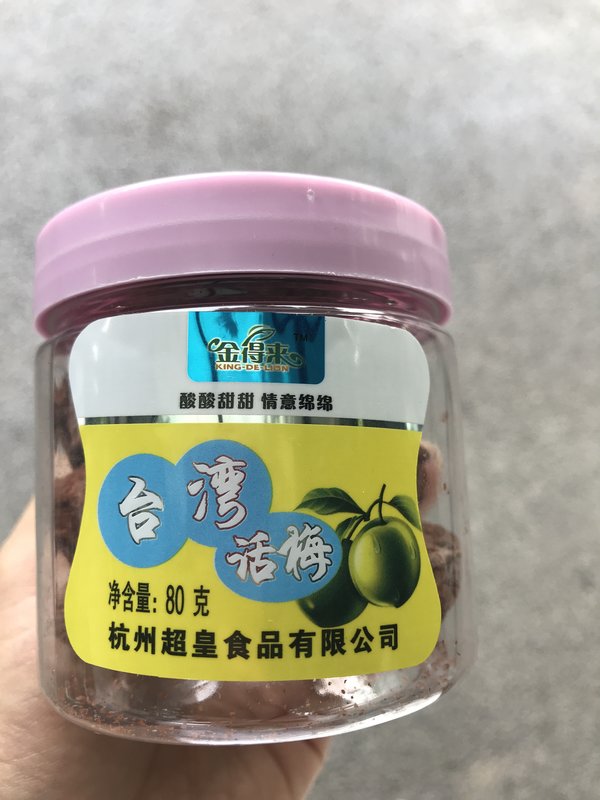 金得来 TM
KING-DE-LION
酸酸甜甜 情意绵绵
台湾
话梅
净含量: 80 克
杭州超皇食品有限公司